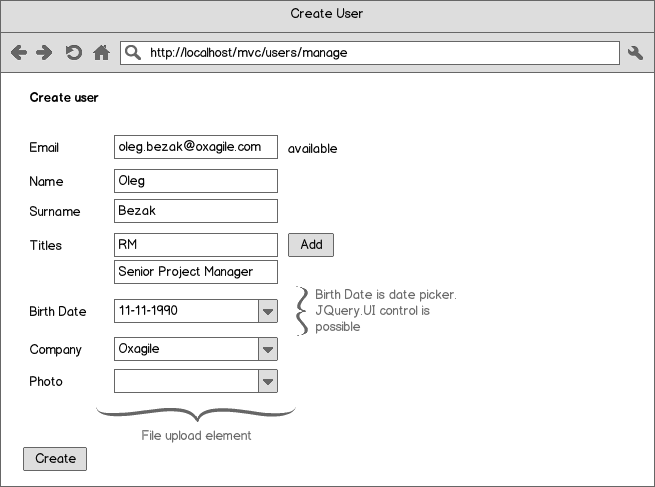 Create User
http://localhost/mvc/users/manage
Create user
Email oleg.bezak@oxagile.com available
Name Oleg
Surname Bezak
Titles RM Add
Senior Project Manager
Birth Date 11-11-1990
Birth Date is date picker.
JQuery.UI control is
possible
Company Oxagile
Photo
File upload element
Create